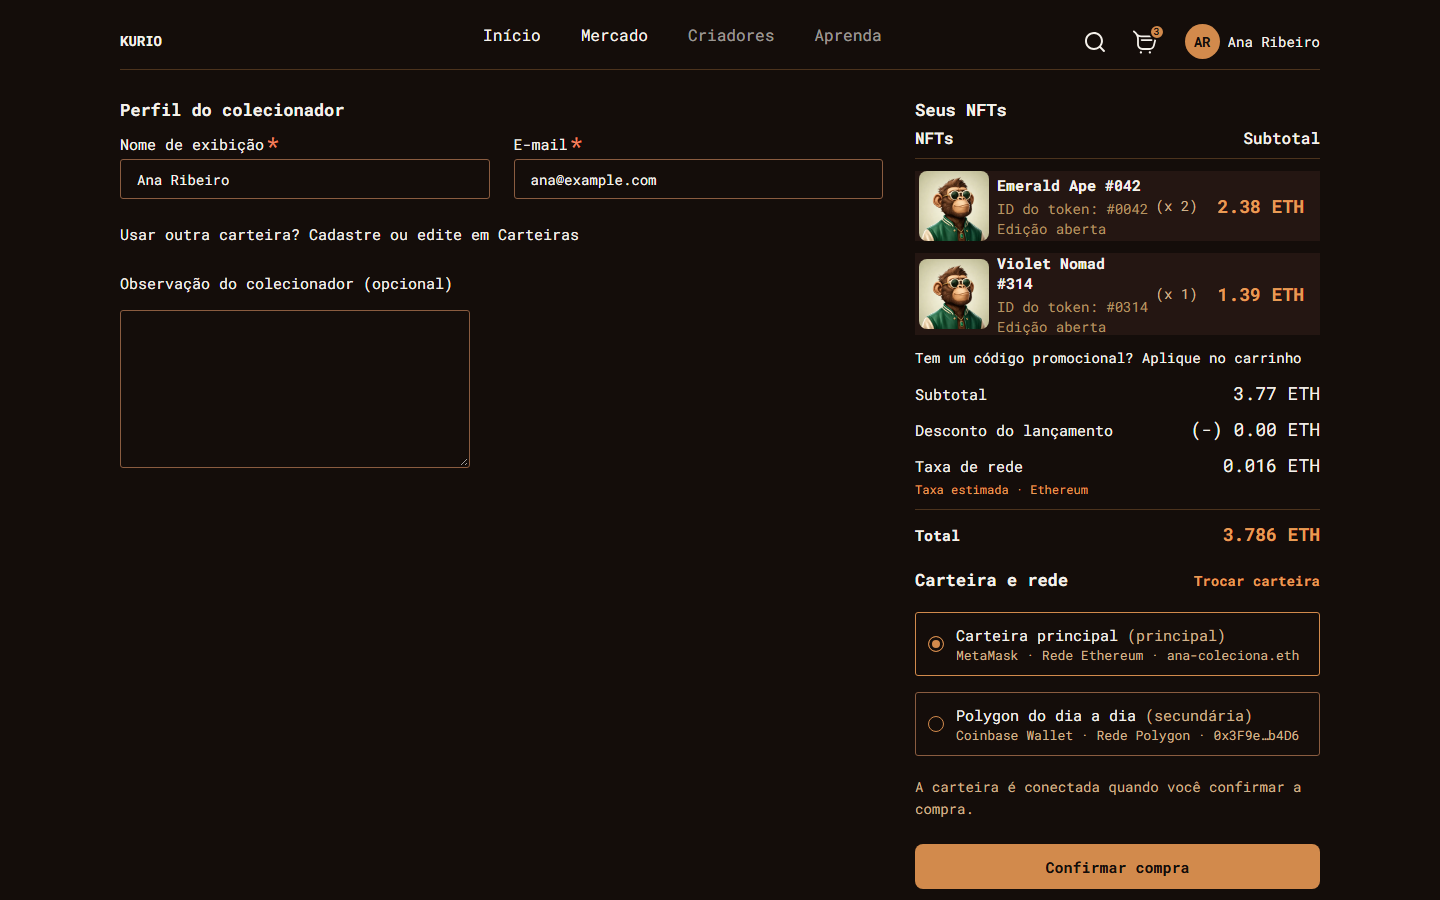 KURIO
Início
Mercado
Criadores
Aprenda
3
AR
Ana Ribeiro
Perfil do colecionador
Nome de exibição*
E-mail*
Ana Ribeiro
ana@example.com
Usar outra carteira? Cadastre ou edite em Carteiras
Observação do colecionador (opcional)
Seus NFTs
NFTs
Subtotal
Emerald Ape #042
ID do token: #0042
Edição aberta
(x 2)
2.38 ETH
Violet Nomad
#314
ID do token: #0314
Edição aberta
(x 1)
1.39 ETH
Tem um código promocional? Aplique no carrinho
Subtotal
3.77 ETH
Desconto do lançamento
(-) 0.00 ETH
Taxa de rede
0.016 ETH
Taxa estimada · Ethereum
Total
3.786 ETH
Carteira e rede
Trocar carteira
Carteira principal (principal)
MetaMask · Rede Ethereum · ana-coleciona.eth
Polygon do dia a dia (secundária)
Coinbase Wallet · Rede Polygon · 0x3F9e…b4D6
A carteira é conectada quando você confirmar a
compra.
Confirmar compra